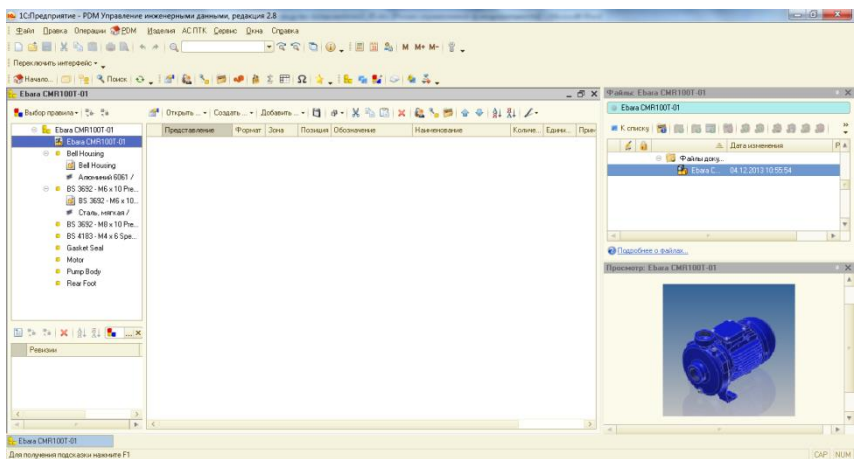 1С:Предприятие - PDM Управление инженерными данными, редакция 2.8
Файл Правка Операции PDM Изделия АС ПТК Сервис Окна Справка
M M+ M-
Переключить интерфейс
Начало... Поиск
Ebara CMR100T-01
Выбор правила
Открыть ... Создать ... Добавить ...
Ebara CMR100T-01
Ebara CMR100T-01
Bell Housing
Bell Housing
Алюминий 6061 /
BS 3692 - M6 x 10 Pre...
BS 3692 - M6 x 10...
Сталь, мягкая /
BS 3692 - M8 x 10 Pre...
BS 4183 - M4 x 6 Spe...
Gasket Seal
Motor
Pump Body
Rear Foot
Представление Формат Зона Позиция Обозначение Наименование Количе... Едини... Прим
Ревизии
Файлы: Ebara CMR100T-01
Ebara CMR100T-01
К списку
Дата изменения Р
Файлы доку...
Ebara C... 04.12.2013 10:55:54
Подробнее о файлах...
Просмотр: Ebara CMR100T-01
Ebara CMR100T-01
Для получения подсказки нажмите F1
CAP NUM